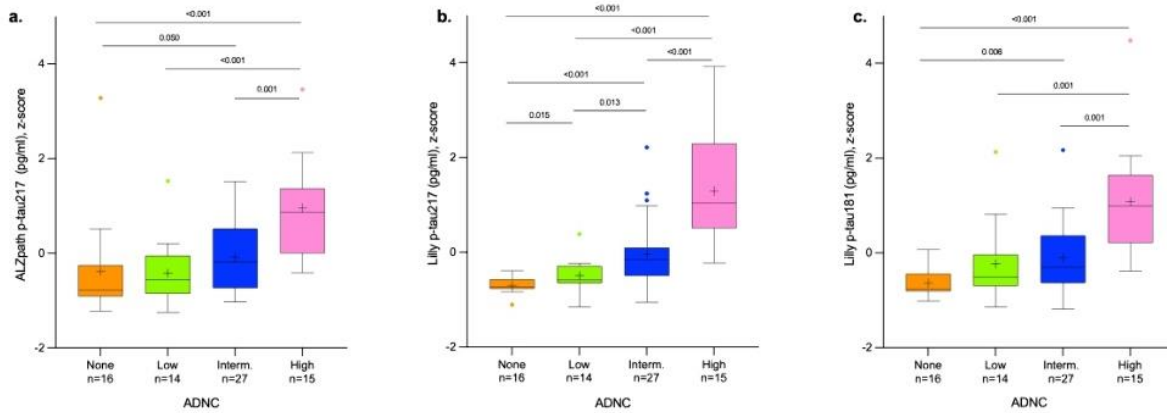 a.
<0.001
0.050
<0.001
0.001
4
2
0
-2
ALZpath p-tau217 (pg/ml), z-score
None Low Interm. High
n=16 n=14 n=27 n=15
ADNC
b.
<0.001
<0.001
<0.001
<0.001
0.013
0.015
4
2
0
-2
Lilly p-tau217 (pg/ml), z-score
None Low Interm. High
n=16 n=14 n=27 n=15
ADNC
c.
<0.001
0.006
0.001
0.001
4
2
0
-2
Lilly p-tau181 (pg/ml), z-score
None Low Interm. High
n=16 n=14 n=27 n=15
ADNC